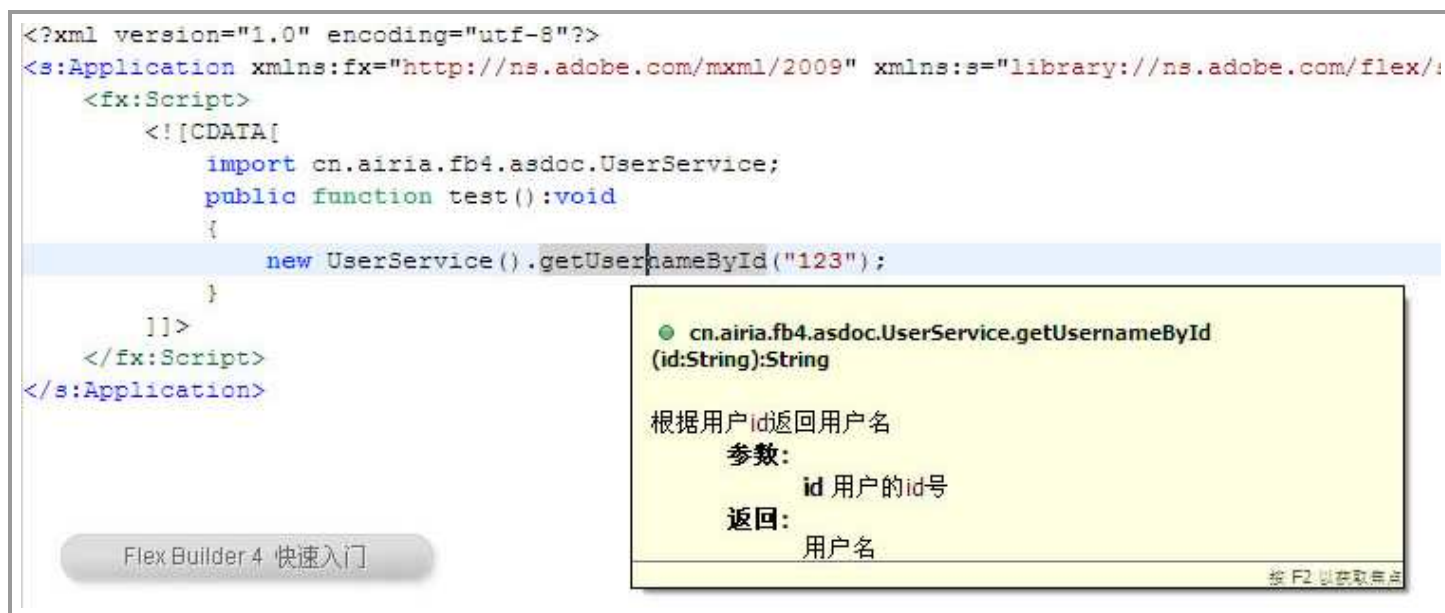 <?xml version="1.0" encoding="utf-8"?>
<s:Application xmlns:fx="http://ns.adobe.com/mxml/2009" xmlns:s="library://ns.adobe.com/flex/
<fx:Script>
<![CDATA[
import cn.airia.fb4.asdoc.UserService;
public function test():void
{
new UserService().getUsernameById("123");
}
]]>
</fx:Script>
</s:Application>
cn.airia.fb4.asdoc.UserService.getUsernameById
(id:String):String
根据用户id返回用户名
参数:
id 用户的id号
返回:
用户名
按 F2 以获取焦点
Flex Builder 4 快速入门